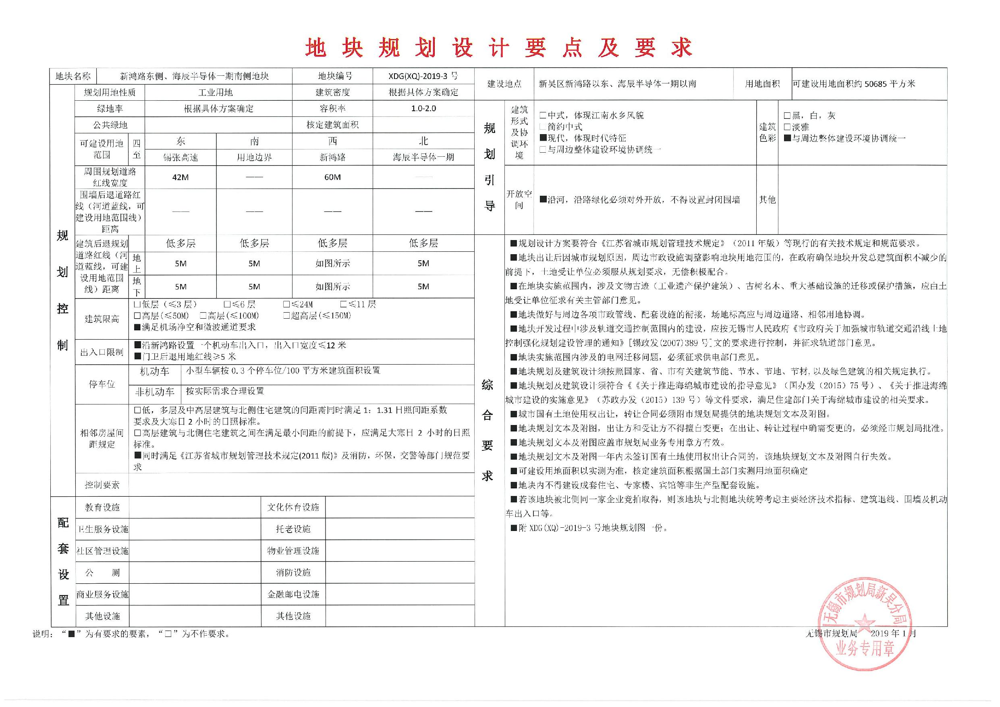 地块规划设计要点及要求
地块名称 新鸿路东侧、海辰半导体一期南侧地块 地块编号 XDG(XQ)-2019-3 号 建设地点 新吴区新鸿路以东、海辰半导体一期以南 用地面积 可建设用地面积约 50685 平方米
规划控制
规划用地性质 工业用地 建筑密度 根据具体方案确定
绿地率 根据具体方案确定 容积率 1.0-2.0
公共绿地 核定建筑面积
可建设用地范围 四至 东 南 西 北
锡张高速 用地边界 新鸿路 海辰半导体一期
周围规划道路
红线宽度
42M —— 60M ——
围墙后退道路红
线（河道蓝线，可
建设用地范围线）
距离
—— —— —— ——
建筑后退规划
道路红线（河
道蓝线，可建
设用地范围
线）距离
低多层 低多层 低多层 低多层
地上 5M 5M 如图所示 5M
地下 5M 5M 如图所示 5M
建筑限高
□低层（≤3 层） □≤6 层 □≤24M □≤11 层
□高层(≤50M) □高层(≤100M) □超高层(≤150M)
■满足机场净空和微波通道要求
出入口限制
■沿新鸿路设置一个机动车出入口，出入口宽度≤12 米
■门卫后退用地红线≥5 米
停车位
机动车 小型车辆按 0.3 个停车位/100 平方米建筑面积设置
非机动车 按实际需求合理设置
相邻房屋间
距规定
□低，多层及中高层建筑与北侧住宅建筑的间距需同时满足 1：1.31 日照间距系数
要求及大寒日 2 小时的日照标准。
□高层建筑与北侧住宅建筑之间在满足最小间距的前提下，应满足大寒日 2 小时的日照
标准。
■同时满足《江苏省城市规划管理技术规定(2011 版)》及消防，环保，交警等部门规范要
求
控制要素
配套设置
教育设施 文化体育设施
卫生服务设施 托老设施
社区管理设施 物业管理设施
公 厕 消防设施
商业服务设施 金融邮电设施
其他设施 其他设施
规划引导
建筑
形式
及协
调环
境
□中式，体现江南水乡风貌
□简约中式
■现代，体现时代特征
□与周边整体建设环境协调统一
建筑
色彩
□黑，白，灰
□淡雅
■与周边整体建设环境协调统一
开放空
间
■沿河，沿路绿化必须对外开放，不得设置封闭围墙
其他
综合要求
■规划设计方案要符合《江苏省城市规划管理技术规定》（2011 年版）等现行的有关技术规定和规范要求。
■地块出让后因城市规划原因，周边市政设施调整影响地块用地范围的，在政府确保地块开发总建筑面积不减少的
前提下，土地受让单位必须服从规划要求，无偿积极配合。
■在地块实施范围内，涉及文物古迹（工业遗产保护建筑）、古树名木、重大基础设施的迁移或保护措施，应由土
地受让单位征求有关主管部门意见。
■地块做好与周边各项市政管线、配套设施的衔接，场地标高应与周边道路、相邻用地协调。
■地块开发过程中涉及轨道交通控制范围内的建设，应按无锡市人民政府《市政府关于加强城市轨道交通沿线土地
控制强化规划建设管理的通知》[锡政发(2007)389 号]文的要求进行控制，并征求轨道部门意见。
■地块实施范围内涉及的电网迁移问题，必须征求供电部门意见。
■地块规划及建筑设计须按照国家、省、市有关建筑节能、节水、节地、节材,以及绿色建筑的相关规定执行。
■地块规划及建筑设计须符合《《关于推进海绵城市建设的指导意见》（国办发（2015）75 号）、《关于推进海绵
城市建设的实施意见》（苏政办发（2015）139 号）等文件要求，满足住建部门关于海绵城市建设的相关要求。
■城市国有土地使用权出让，转让合同必须附市规划局提供的地块规划文本及附图。
■地块规划文本及附图，出让方和受让方不得擅自变更；在出让、转让过程中确需变更的，必须经市规划局批准。
■地块规划文本及附图应盖市规划局业务专用章方有效。
■地块规划文本及附图一年内未签订国有土地使用权出让合同的，该地块规划文本及附图自行失效。
■可建设用地面积以实测为准，核定建筑面积根据国土部门实测用地面积确定
■地块内不得建设成套住宅、专家楼、宾馆等非生产型配套设施。
■若该地块被北侧同一家企业竞拍取得，则该地块与北侧地块统筹考虑主要经济技术指标、建筑退线、围墙及机动
车出入口等。
■附 XDG(XQ)-2019-3 号地块规划图一份。
说明：“■”为有要求的要素，“□”为不作要求。
无锡市规划局 2019 年 1 月
无锡市规划局新吴分局
业务专用章